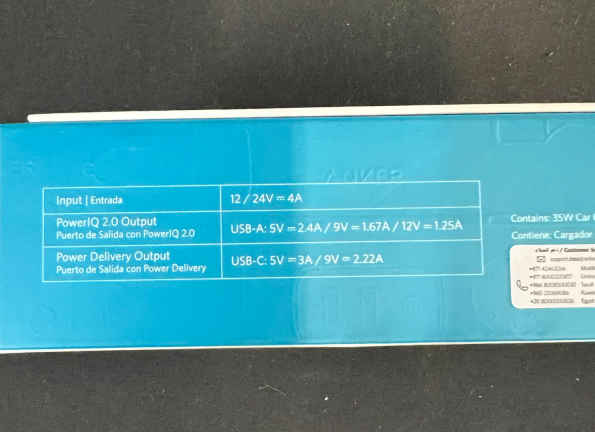 ANKER
Input | Entrada
12 / 24V ⎓ 4A
PowerIQ 2.0 Output
Puerto de Salida con PowerIQ 2.0
USB-A: 5V ⎓ 2.4A / 9V ⎓ 1.67A / 12V ⎓ 1.25A
Power Delivery Output
Puerto de Salida con Power Delivery
USB-C: 5V ⎓ 3A / 9V ⎓ 2.22A
Contains: 35W Car
Contiene: Cargador